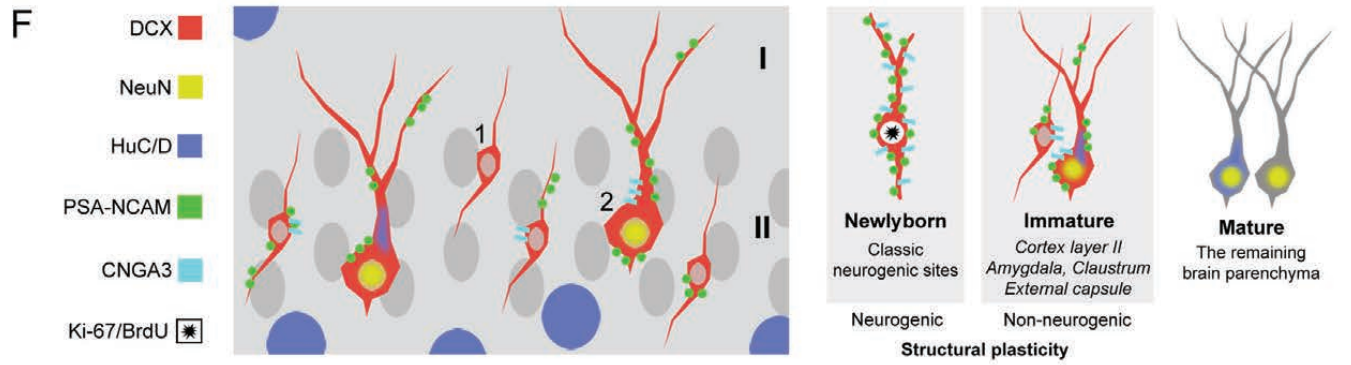 F
DCX
NeuN
HuC/D
PSA-NCAM
CNGA3
Ki-67/BrdU
1
2
I
II
Newlyborn
Classic
neurogenic sites
Neurogenic
Immature
Cortex layer II
Amygdala, Claustrum
External capsule
Non-neurogenic
Mature
The remaining
brain parenchyma
Structural plasticity